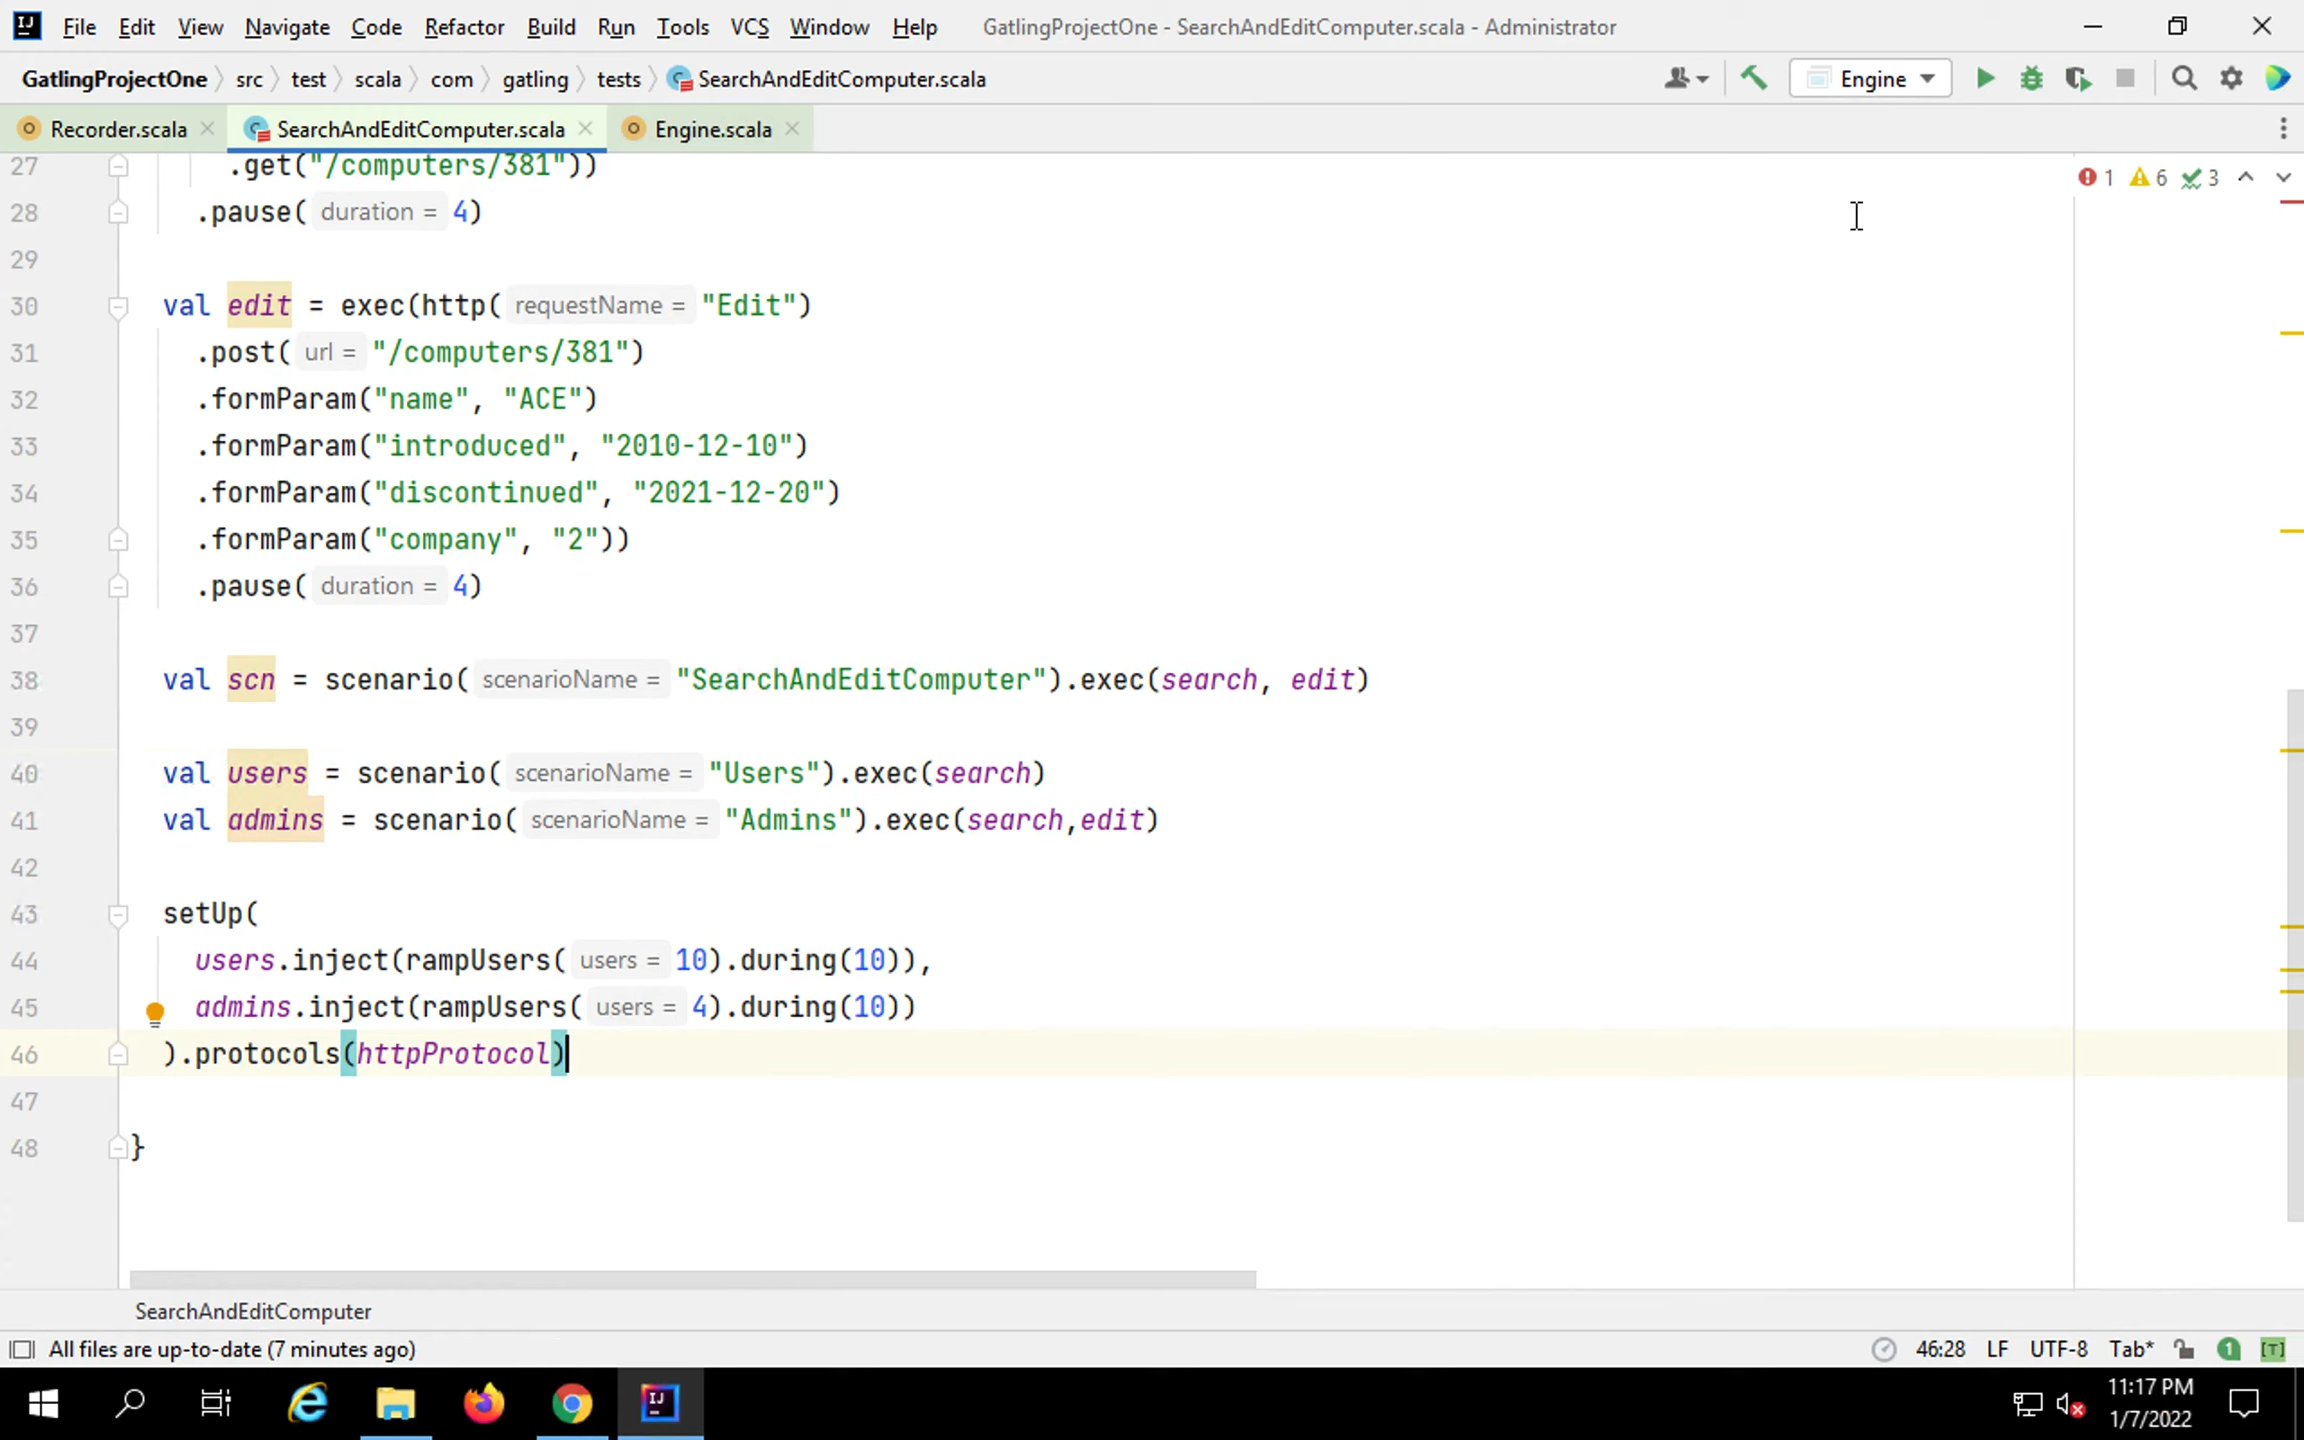 File Edit View Navigate Code Refactor Build Run Tools VCS Window Help GatlingProjectOne - SearchAndEditComputer.scala - Administrator
GatlingProjectOne src test scala com gatling tests SearchAndEditComputer.scala Engine
Recorder.scala SearchAndEditComputer.scala Engine.scala
27 .get("/computers/381")) 1 6 3
28 .pause( duration = 4)
29
30 val edit = exec(http( requestName = "Edit")
31 .post( url = "/computers/381")
32 .formParam("name", "ACE")
33 .formParam("introduced", "2010-12-10")
34 .formParam("discontinued", "2021-12-20")
35 .formParam("company", "2"))
36 .pause( duration = 4)
37
38 val scn = scenario( scenarioName = "SearchAndEditComputer").exec(search, edit)
39
40 val users = scenario( scenarioName = "Users").exec(search)
41 val admins = scenario( scenarioName = "Admins").exec(search,edit)
42
43 setUp(
44 users.inject(rampUsers( users = 10).during(10)),
45 admins.inject(rampUsers( users = 4).during(10))
46 ).protocols(httpProtocol)
47
48 }
SearchAndEditComputer
All files are up-to-date (7 minutes ago) 46:28 LF UTF-8 Tab* 1 [T]
11:17 PM
1/7/2022